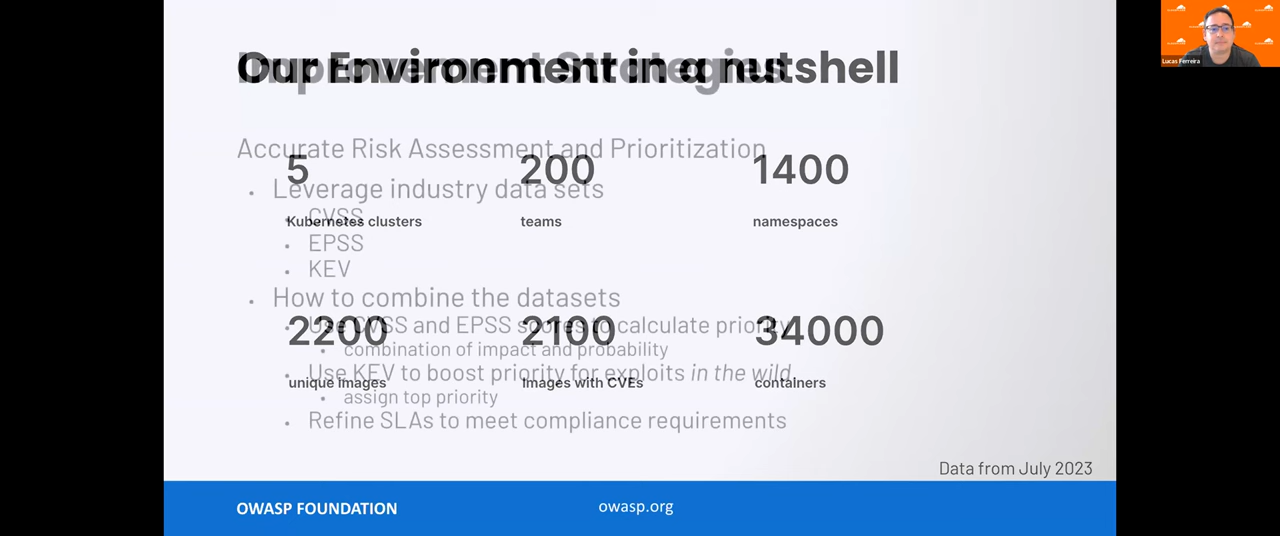 Our Environment in a nutshell
Improvement Strategies
Accurate Risk Assessment and Prioritization
5 200 1400
Leverage industry data sets
CVSS
Kubernetes clusters teams namespaces
EPSS
KEV
How to combine the datasets
Use CVSS and EPSS scores to calculate priority
2200 2100 34000
combination of impact and probability
Use KEV to boost priority for exploits in the wild
unique images Images with CVEs containers
assign top priority
Refine SLAs to meet compliance requirements
Data from July 2023
OWASP FOUNDATION owasp.org
Lucas Ferreira